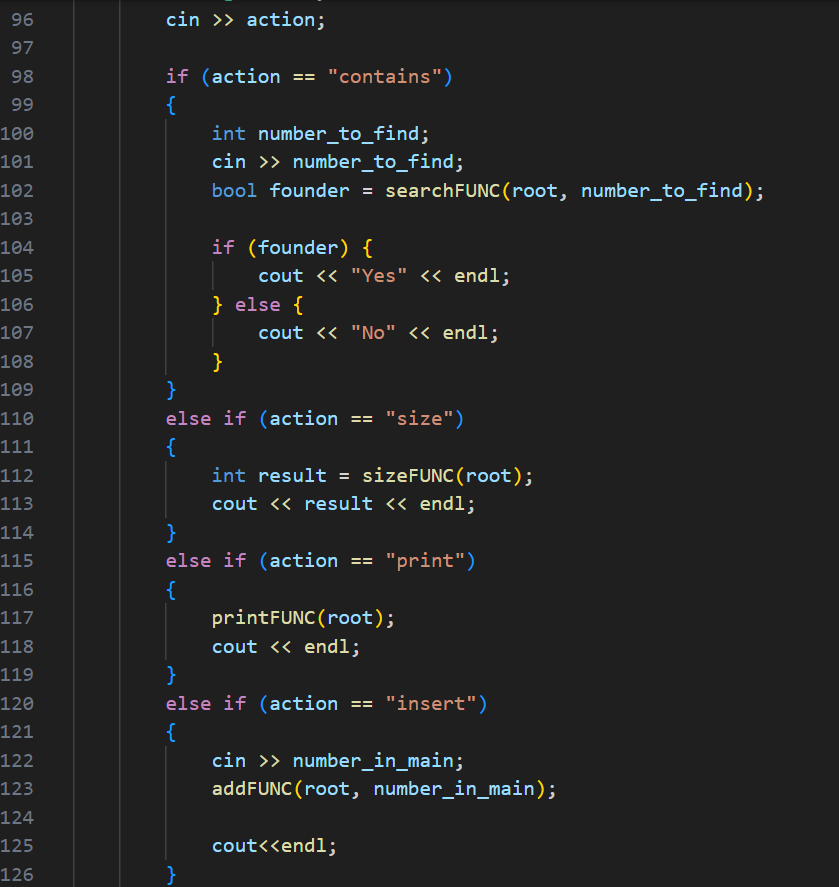 96 cin >> action;
97
98 if (action == "contains")
99 {
100 int number_to_find;
101 cin >> number_to_find;
102 bool founder = searchFUNC(root, number_to_find);
103
104 if (founder) {
105 cout << "Yes" << endl;
106 } else {
107 cout << "No" << endl;
108 }
109 }
110 else if (action == "size")
111 {
112 int result = sizeFUNC(root);
113 cout << result << endl;
114 }
115 else if (action == "print")
116 {
117 printFUNC(root);
118 cout << endl;
119 }
120 else if (action == "insert")
121 {
122 cin >> number_in_main;
123 addFUNC(root, number_in_main);
124
125 cout<<endl;
126 }